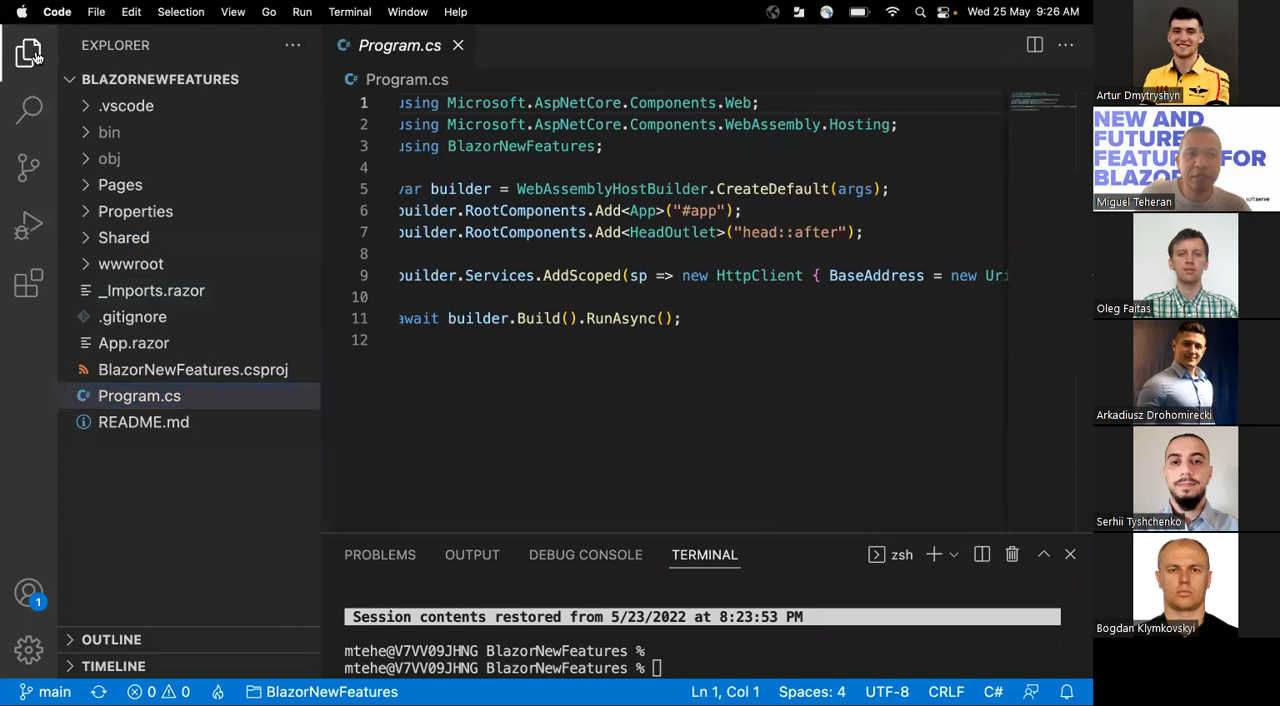 Code File Edit Selection View Go Run Terminal Window Help Wed 25 May 9:26 AM
EXPLORER
BLAZORNEWFEATURES
.vscode
bin
obj
Pages
Properties
Shared
wwwroot
_Imports.razor
.gitignore
App.razor
BlazorNewFeatures.csproj
Program.cs
README.md
OUTLINE
TIMELINE
1
Program.cs
Program.cs
1 using Microsoft.AspNetCore.Components.Web;
2 using Microsoft.AspNetCore.Components.WebAssembly.Hosting;
3 using BlazorNewFeatures;
4
5 var builder = WebAssemblyHostBuilder.CreateDefault(args);
6 builder.RootComponents.Add<App>("#app");
7 builder.RootComponents.Add<HeadOutlet>("head::after");
8
9 builder.Services.AddScoped(sp => new HttpClient { BaseAddress = new Uri
10
11 await builder.Build().RunAsync();
12
PROBLEMS OUTPUT DEBUG CONSOLE TERMINAL zsh
Session contents restored from 5/23/2022 at 8:23:53 PM
mtehe@V7VV09JHNG BlazorNewFeatures %
mtehe@V7VV09JHNG BlazorNewFeatures %
main 0 0 BlazorNewFeatures Ln 1, Col 1 Spaces: 4 UTF-8 CRLF C#
Artur Dmytryshyn
NEW AND
FUTURE
FEATU FOR
BLAZO
softserve
Miguel Teheran
Oleg Faitas
Arkadiusz Drohomirecki
Serhii Tyshchenko
Bogdan Klymkovskyi